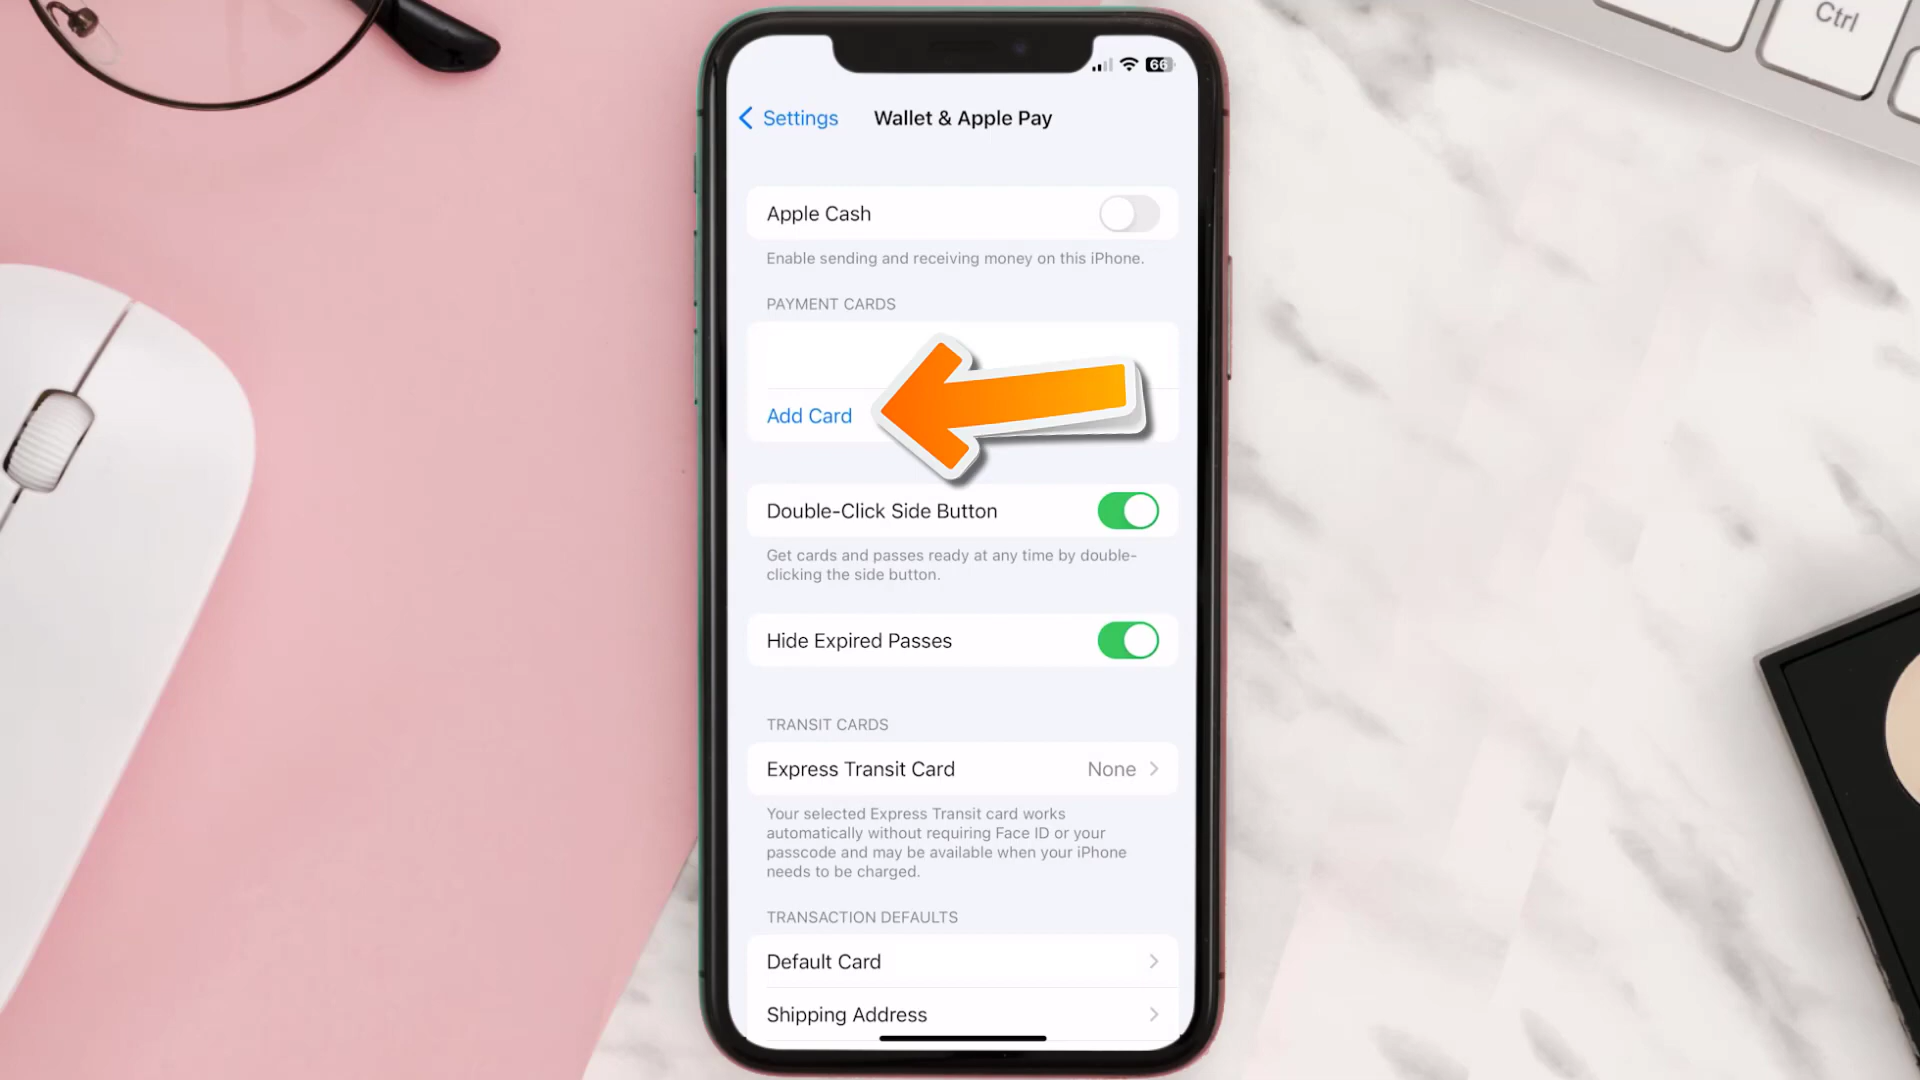 Ctrl
66
Settings
Wallet & Apple Pay
Apple Cash
Enable sending and receiving money on this iPhone.
PAYMENT CARDS
Add Card
Double-Click Side Button
Get cards and passes ready at any time by double-
clicking the side button.
Hide Expired Passes
TRANSIT CARDS
Express Transit Card
None
Your selected Express Transit card works
automatically without requiring Face ID or your
passcode and may be available when your iPhone
needs to be charged.
TRANSACTION DEFAULTS
Default Card
Shipping Address